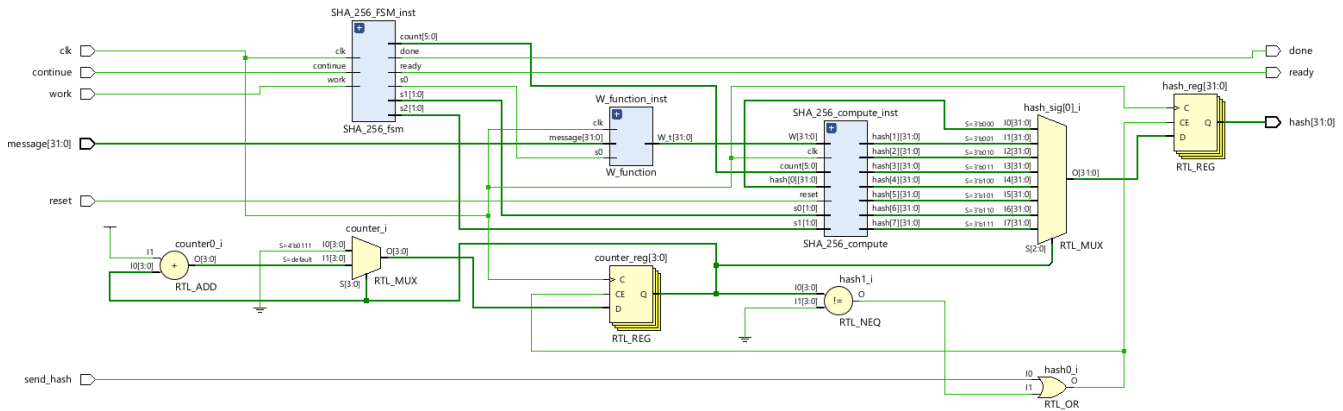 SHA_256_FSM_inst
clk
continue
work
count[5:0]
done
ready
s0
s1[1:0]
s2[1:0]
SHA_256_fsm
clk
continue
work
message[31:0]
reset
send_hash
W_function_inst
clk
message[31:0]
s0
W_t[31:0]
W_function
SHA_256_compute_inst
W[31:0]
clk
count[5:0]
hash[0][31:0]
reset
s0[1:0]
s1[1:0]
hash[1][31:0]
hash[2][31:0]
hash[3][31:0]
hash[4][31:0]
hash[5][31:0]
hash[6][31:0]
hash[7][31:0]
SHA_256_compute
hash_sig[0]_i
S=3'b000 I0[31:0]
S=3'b001 I1[31:0]
S=3'b010 I2[31:0]
S=3'b011 I3[31:0]
S=3'b100 I4[31:0]
S=3'b101 I5[31:0]
S=3'b110 I6[31:0]
S=3'b111 I7[31:0]
S[2:0]
O[31:0]
RTL_MUX
hash_reg[31:0]
C
CE
D
Q
RTL_REG
done
ready
hash[31:0]
counter0_i
I1
I0[3:0]
+
O[3:0]
RTL_ADD
counter_i
S=4'b0111 I0[3:0]
S=default I1[3:0]
S[3:0]
O[3:0]
RTL_MUX
counter_reg[3:0]
C
CE
D
Q
RTL_REG
hash1_i
I0[3:0]
I1[3:0]
!=
O
RTL_NEQ
hash0_i
I0
I1
O
RTL_OR